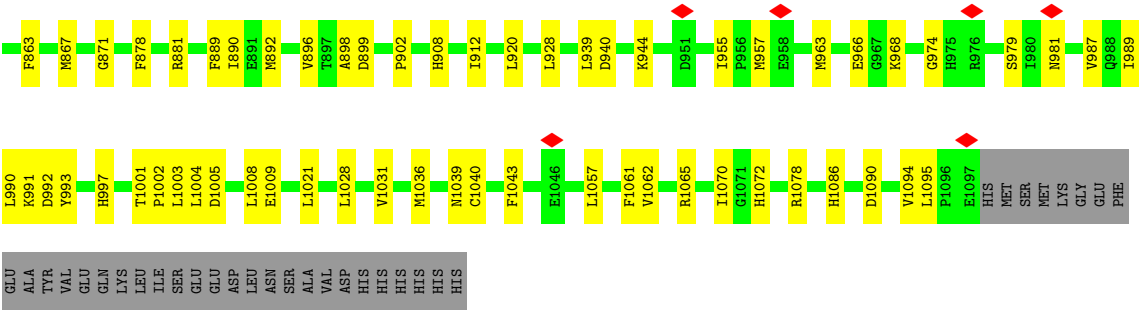 F863 M867 G871 F878 R881 F889 I890 E891 M892 V896 T897 A898 D899 P902 H908 I912 L920 L928 L939 D940 K944 D951 I955 P956 M957 E958 M963 E966 G967 K968 G974 H975 R976 S979 I980 N981 V987 Q988 I989
L990 K991 D992 Y993 H997 T1001 P1002 L1003 L1004 D1005 L1008 E1009 L1021 L1028 V1031 M1036 N1039 C1040 F1043 E1046 L1057 F1061 V1062 R1065 I1070 G1071 H1072 R1078 H1086 D1090 V1094 L1095 P1096 E1097 HIS MET SER MET LYS GLY GLU PHE
GLU ALA TYR VAL GLU GLN LYS LEU ILE SER GLU GLU ASP LEU ASN SER ALA VAL ASP HIS HIS HIS HIS HIS HIS